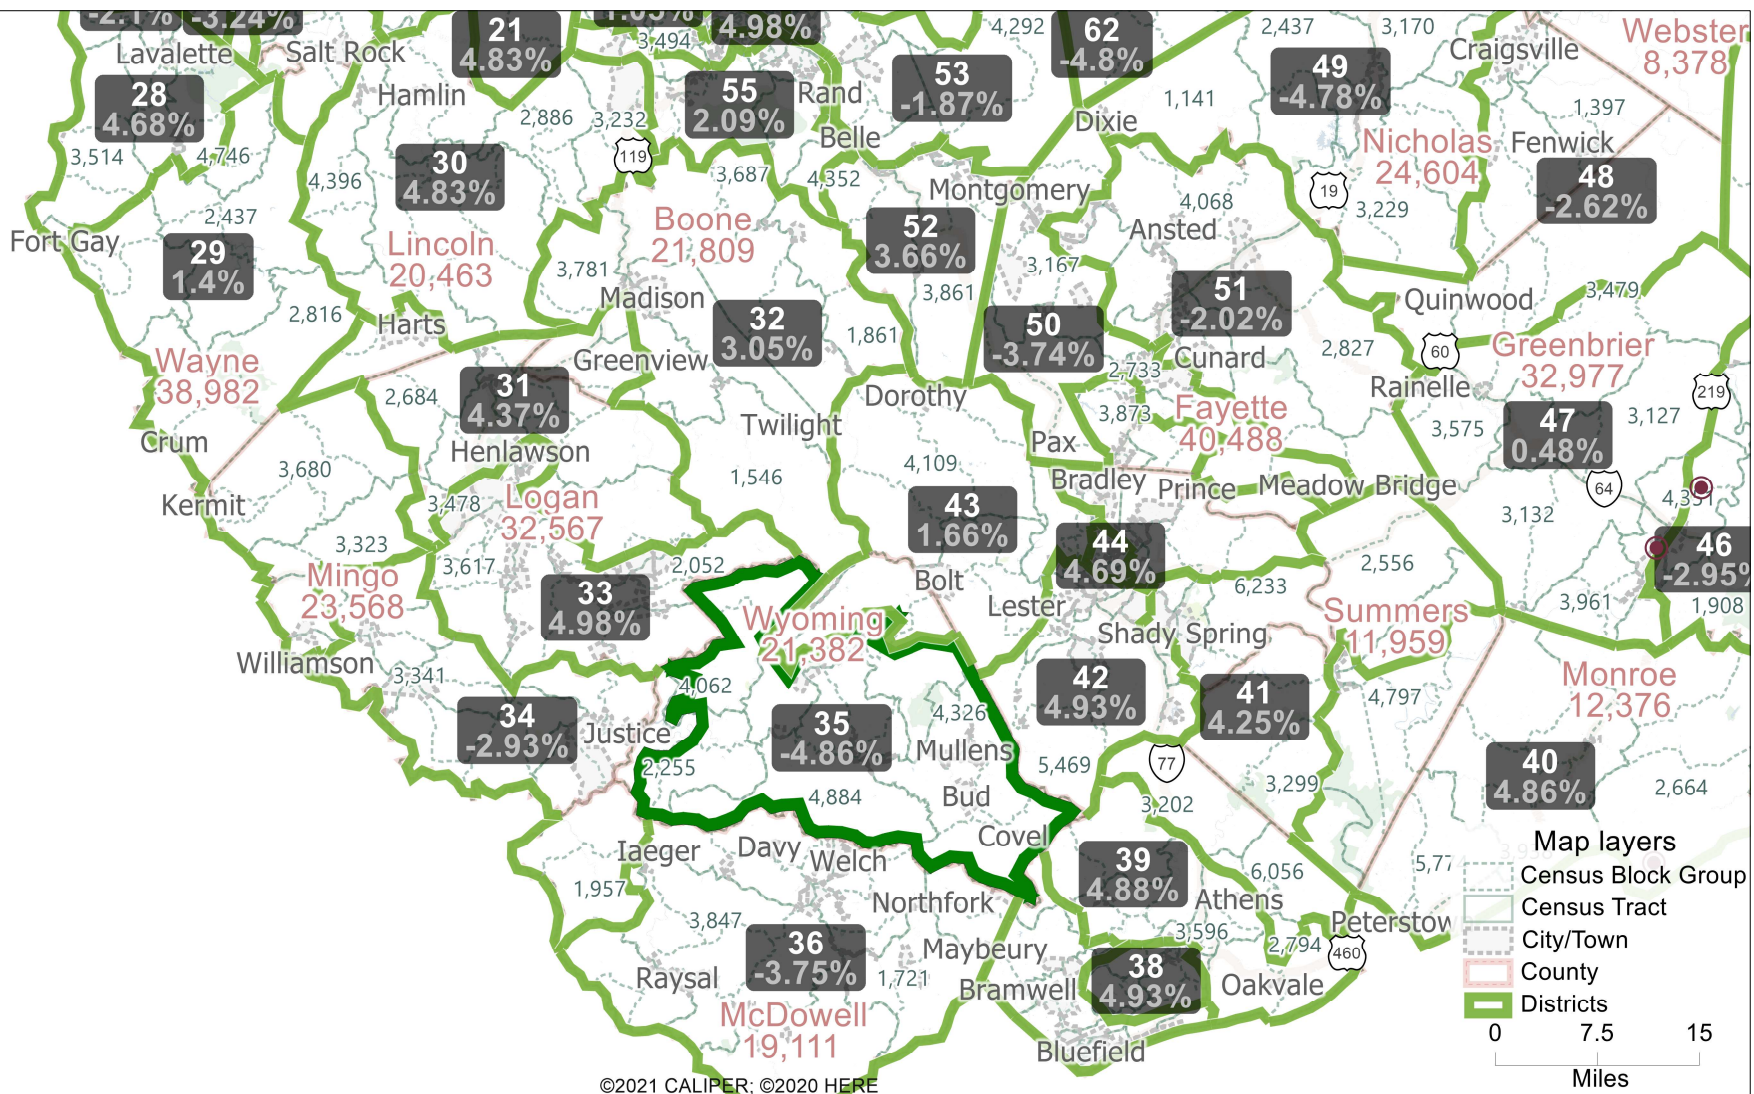 -2.1%
-3.24%
1.05%
4.98%
21
4.83%
62
-4.8%
4,292
2,437
3,170
Craigsville
Webster
8,378
Lavalette
Salt Rock
3,494
28
4.68%
Hamlin
55
2.09%
Rand
53
-1.87%
49
-4.78%
1,141
1,397
2,886
3,232
Belle
Dixie
Nicholas
24,604
Fenwick
3,514
4,746
119
30
4.83%
4,396
3,687
4,352
Montgomery
19
48
-2.62%
4,068
3,229
2,437
Fort Gay
29
1.4%
Lincoln
20,463
Boone
21,809
52
3.66%
Ansted
3,781
3,167
51
-2.02%
3,861
Madison
Quinwood
3,479
2,816
Harts
32
3.05%
1,861
50
-3.74%
2,827
60
Greenbrier
32,977
Wayne
38,982
Greenview
Cunard
2,733
31
4.37%
2,684
Dorothy
Rainelle
219
3,873
Fayette
40,488
47
0.48%
3,127
3,575
Crum
Henlawson
Twilight
Pax
3,680
1,546
4,109
Bradley
Prince
Meadow Bridge
64
Kermit
3,478
Logan
32,567
43
1.66%
3,132
3,323
3,617
2,052
44
4.69%
46
-2.95%
Mingo
23,568
33
4.98%
Bolt
6,233
2,556
Lester
3,961
1,908
Wyoming
21,382
Shady Spring
Summers
11,959
Williamson
3,341
4,062
42
4.93%
41
4.25%
4,797
Monroe
12,376
34
-2.93%
Justice
35
-4.86%
4,326
Mullens
2,255
5,469
77
40
4.86%
4,884
Bud
3,202
3,299
2,664
Covel
Iaeger
Davy
Welch
39
4.88%
6,056
Athens
5,77
1,957
Northfork
3,847
3,596
Peterstow
36
-3.75%
Maybeury
2,794
460
Raysal
1,721
Bramwell
38
4.93%
Oakvale
McDowell
19,111
Bluefield
Map layers
Census Block Group
Census Tract
City/Town
County
Districts
0 7.5 15
Miles
©2021 CALIPER; ©2020 HERE